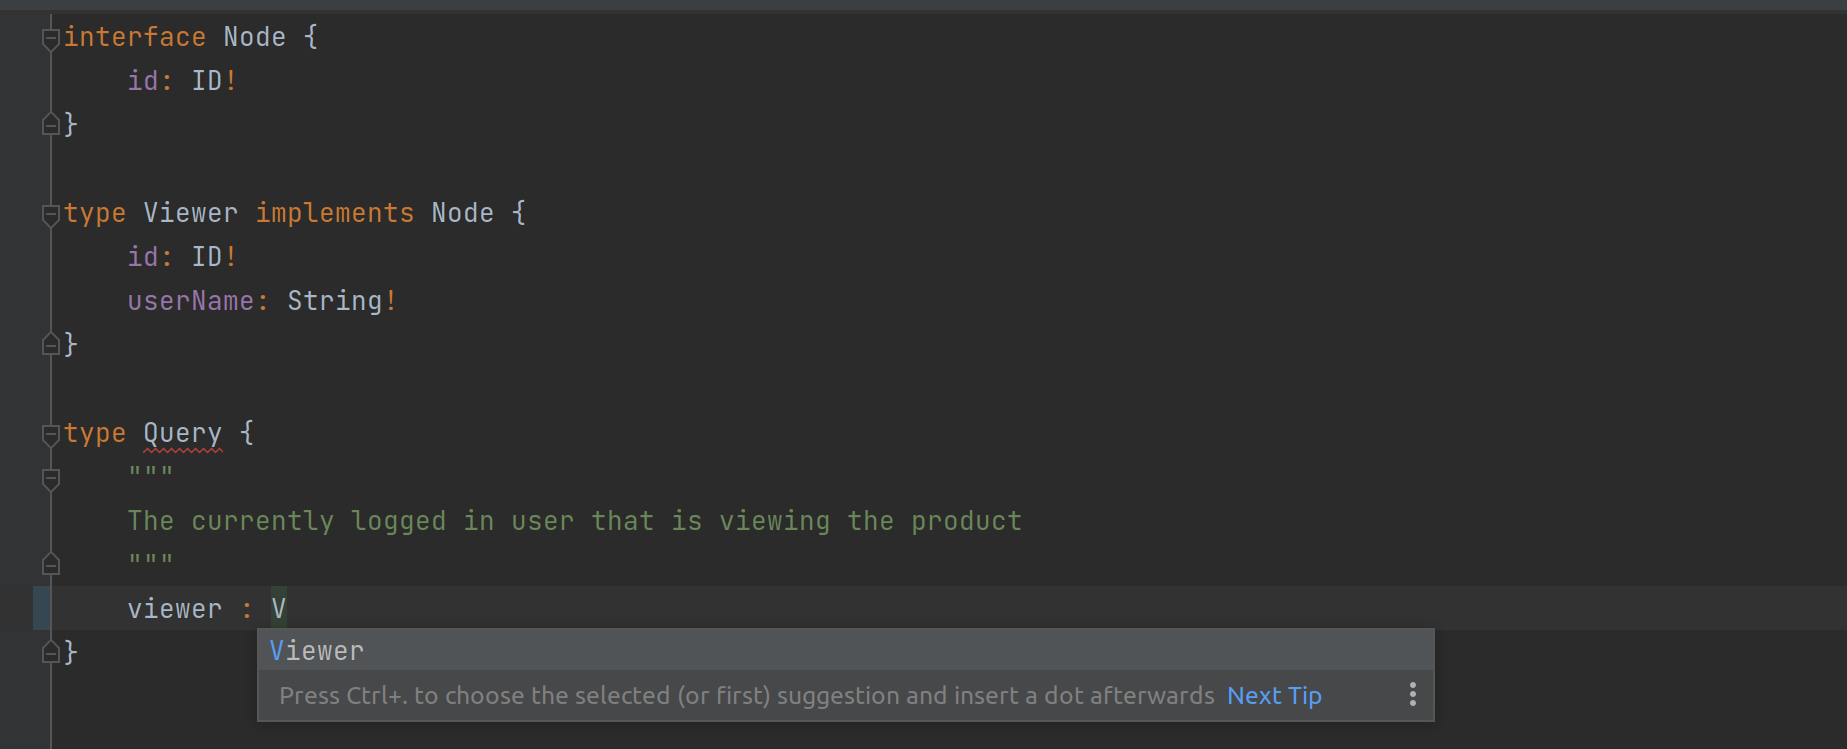 interface Node {
    id: ID!
}
type Viewer implements Node {
    id: ID!
    userName: String!
}
type Query {
    """
    The currently logged in user that is viewing the product
    """
    viewer : V
Viewer
}
Press Ctrl+. to choose the selected (or first) suggestion and insert a dot afterwards Next Tip